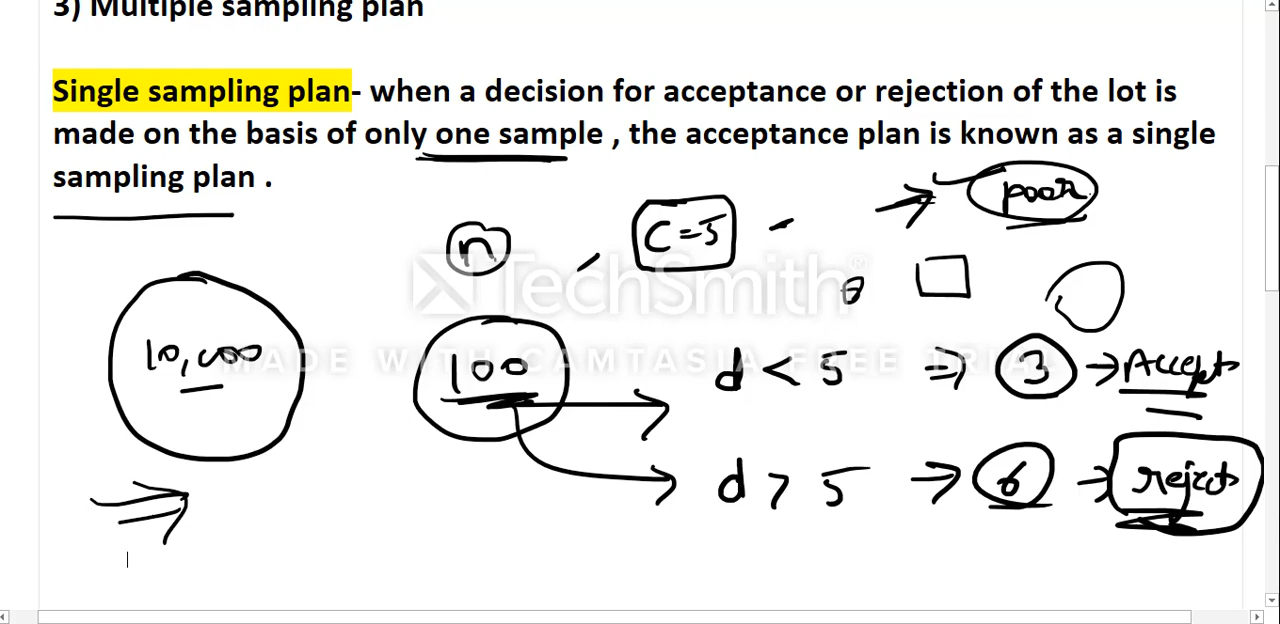 3) Multiple sampling plan
Single sampling plan- when a decision for acceptance or rejection of the lot is
made on the basis of only one sample , the acceptance plan is known as a single
sampling plan .
poor
n , C=5 -
TechSmith®
10,000
MADE WITH CAMTASIA FREE TRIAL
100
d < 5 ⇒ 3 → Accept
d > 5 → 6 → reject